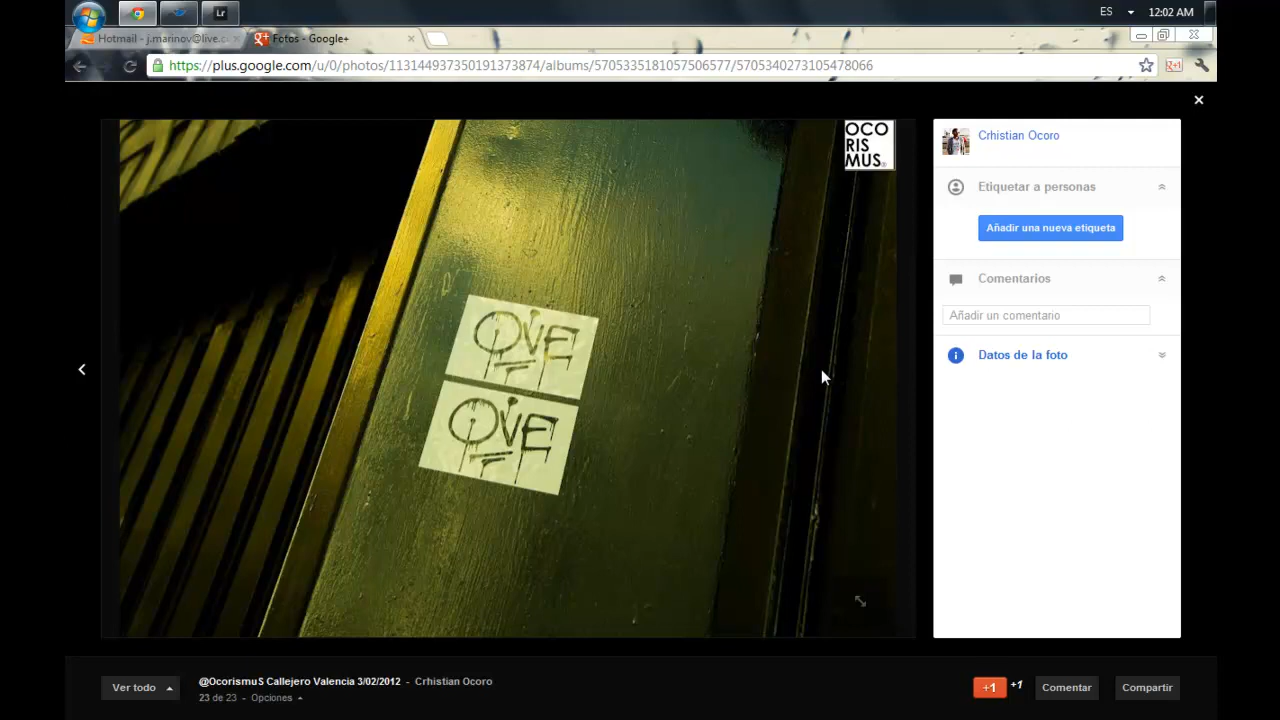 Lr
ES
12:02 AM
Hotmail - j.marinov@live.c
Fotos - Google+
https://plus.google.com/u/0/photos/113144937350191373874/albums/5705335181057506577/5705340273105478066
g+1
OCO
RIS
MUS®
OVE
OVE
Crhistian Ocoro
Etiquetar a personas
Añadir una nueva etiqueta
Comentarios
Añadir un comentario
Datos de la foto
Ver todo
@OcorismuS Callejero Valencia 3/02/2012 - Crhistian Ocoro
23 de 23 - Opciones
+1
+1
Comentar
Compartir